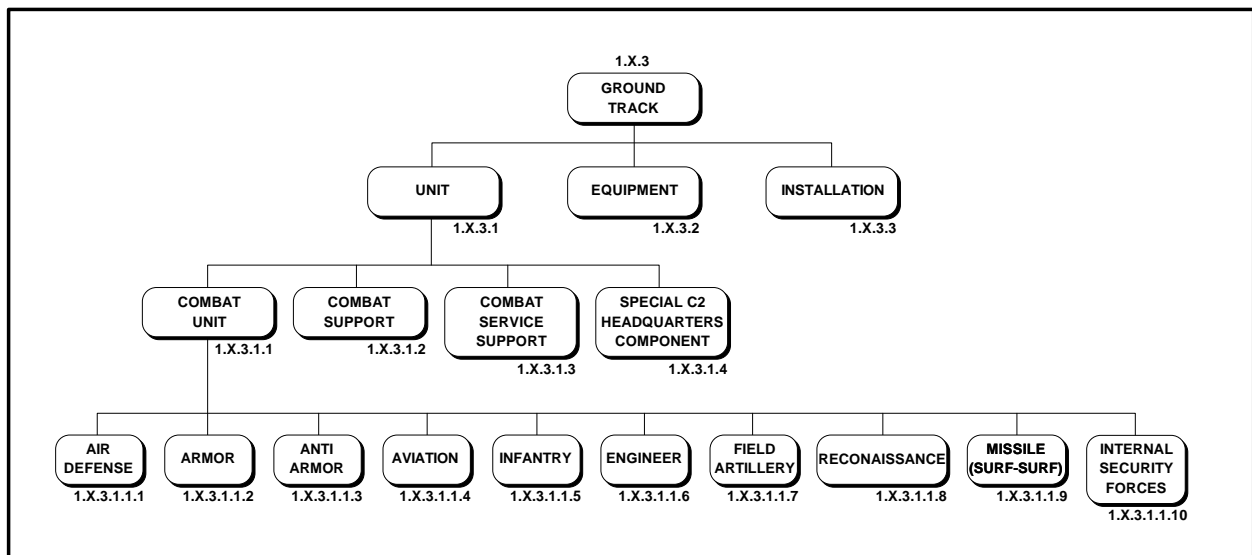 1.X.3
GROUND
TRACK
UNIT
1.X.3.1
EQUIPMENT
1.X.3.2
INSTALLATION
1.X.3.3
COMBAT
UNIT
1.X.3.1.1
COMBAT
SUPPORT
1.X.3.1.2
COMBAT
SERVICE
SUPPORT
1.X.3.1.3
SPECIAL C2
HEADQUARTERS
COMPONENT
1.X.3.1.4
AIR
DEFENSE
1.X.3.1.1.1
ARMOR
1.X.3.1.1.2
ANTI
ARMOR
1.X.3.1.1.3
AVIATION
1.X.3.1.1.4
INFANTRY
1.X.3.1.1.5
ENGINEER
1.X.3.1.1.6
FIELD
ARTILLERY
1.X.3.1.1.7
RECONAISSANCE
1.X.3.1.1.8
MISSILE
(SURF-SURF)
1.X.3.1.1.9
INTERNAL
SECURITY
FORCES
1.X.3.1.1.10